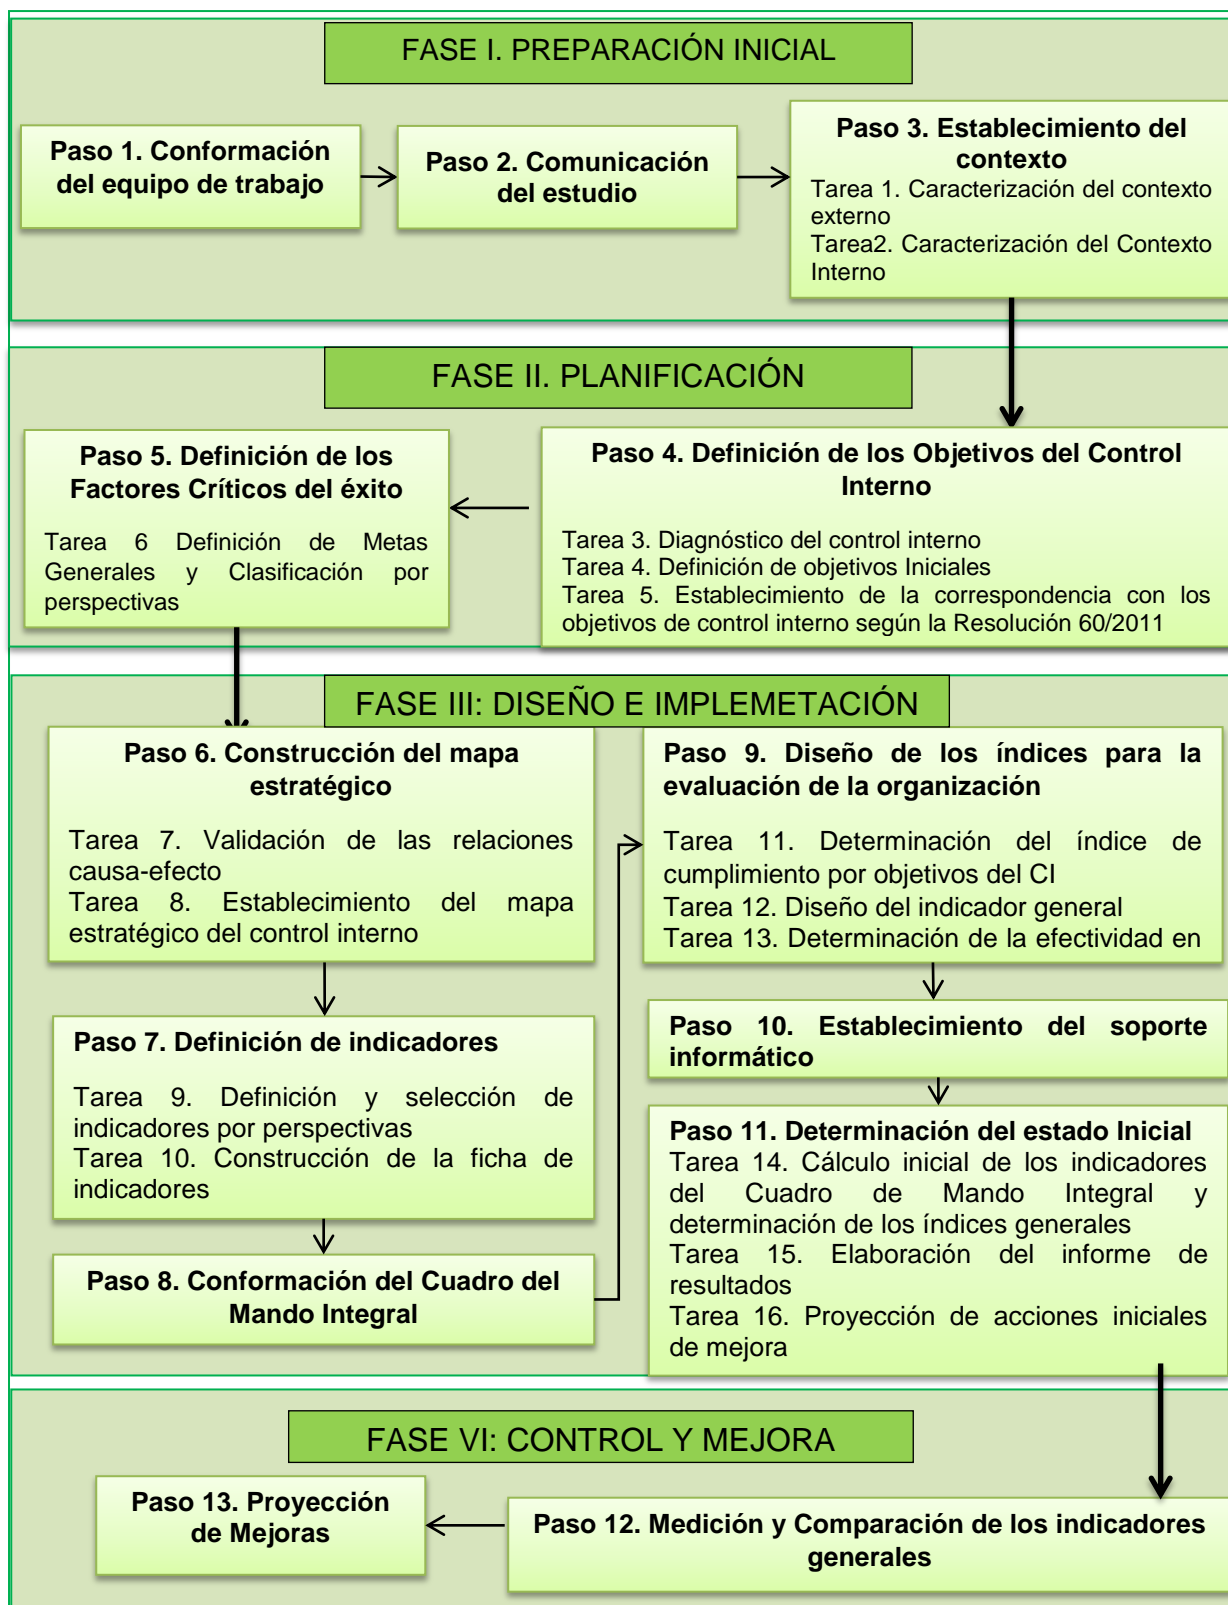 FASE I. PREPARACIÓN INICIAL
Paso 1. Conformación
del equipo de trabajo
Paso 2. Comunicación
del estudio
Paso 3. Establecimiento del
contexto
Tarea 1. Caracterización del contexto
externo
Tarea2. Caracterización del Contexto
Interno
FASE II. PLANIFICACIÓN
Paso 4. Definición de los Objetivos del Control
Interno
Tarea 3. Diagnóstico del control interno
Tarea 4. Definición de objetivos Iniciales
Tarea 5. Establecimiento de la correspondencia con los
objetivos de control interno según la Resolución 60/2011
Paso 5. Definición de los
Factores Críticos del éxito
Tarea 6 Definición de Metas
Generales y Clasificación por
perspectivas
FASE III: DISEÑO E IMPLEMETACIÓN
Paso 6. Construcción del mapa
estratégico
Tarea 7. Validación de las relaciones
causa-efecto
Tarea 8. Establecimiento del mapa
estratégico del control interno
Paso 7. Definición de indicadores
Tarea 9. Definición y selección de
indicadores por perspectivas
Tarea 10. Construcción de la ficha de
indicadores
Paso 8. Conformación del Cuadro del
Mando Integral
Paso 9. Diseño de los índices para la
evaluación de la organización
Tarea 11. Determinación del índice de
cumplimiento por objetivos del CI
Tarea 12. Diseño del indicador general
Tarea 13. Determinación de la efectividad en
Paso 10. Establecimiento del soporte
informático
Paso 11. Determinación del estado Inicial
Tarea 14. Cálculo inicial de los indicadores
del Cuadro de Mando Integral y
determinación de los índices generales
Tarea 15. Elaboración del informe de
resultados
Tarea 16. Proyección de acciones iniciales
de mejora
FASE VI: CONTROL Y MEJORA
Paso 12. Medición y Comparación de los indicadores
generales
Paso 13. Proyección
de Mejoras